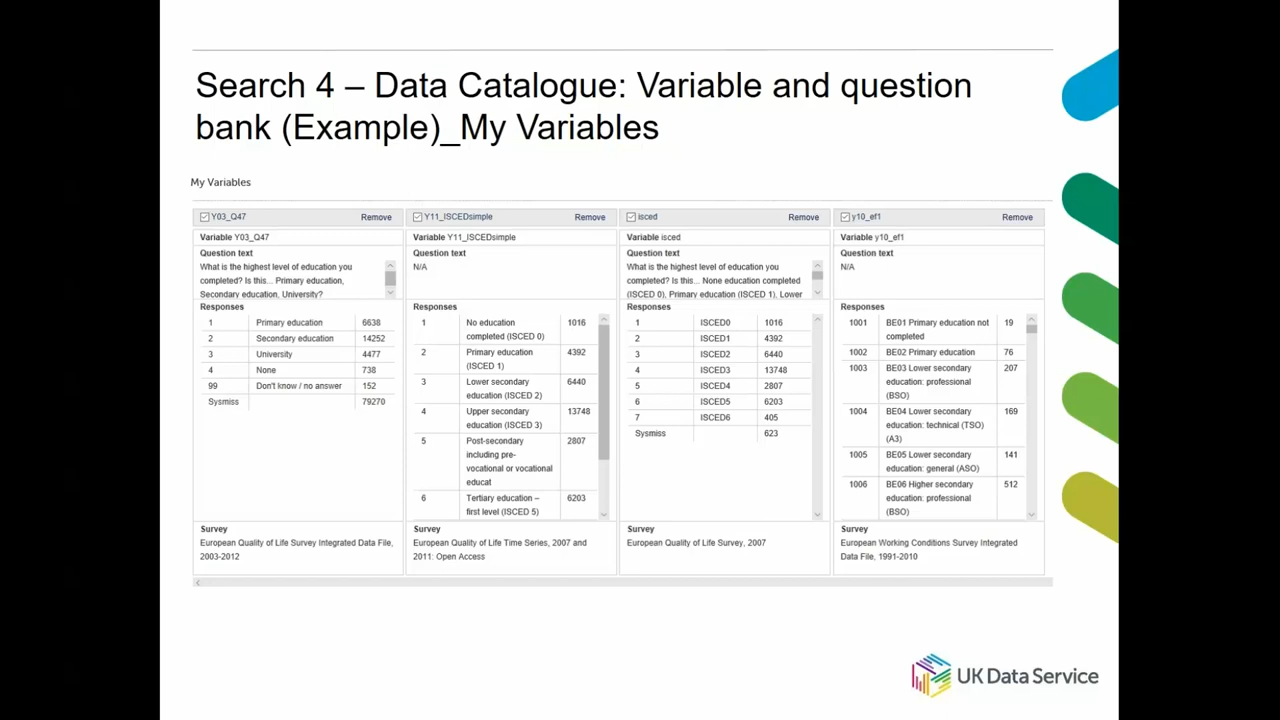 Search 4 – Data Catalogue: Variable and question
bank (Example)_My Variables
My Variables
Y03_Q47 Remove
Variable Y03_Q47
Question text
What is the highest level of education you
completed? Is this... Primary education,
Secondary education, University?
Responses
1 Primary education 6638
2 Secondary education 14252
3 University 4477
4 None 738
99 Don't know / no answer 152
Sysmiss 79270
Survey
European Quality of Life Survey Integrated Data File,
2003-2012
Y11_ISCEDsimple Remove
Variable Y11_ISCEDsimple
Question text
N/A
Responses
1 No education 1016
completed (ISCED 0)
2 Primary education 4392
(ISCED 1)
3 Lower secondary 6440
education (ISCED 2)
4 Upper secondary 13748
education (ISCED 3)
5 Post-secondary 2807
including pre-
vocational or vocational
educat
6 Tertiary education – 6203
first level (ISCED 5)
Survey
European Quality of Life Time Series, 2007 and
2011: Open Access
isced Remove
Variable isced
Question text
What is the highest level of education you
completed? Is this... None education completed
(ISCED 0), Primary education (ISCED 1), Lower
Responses
1 ISCED0 1016
2 ISCED1 4392
3 ISCED2 6440
4 ISCED3 13748
5 ISCED4 2807
6 ISCED5 6203
7 ISCED6 405
Sysmiss 623
Survey
European Quality of Life Survey, 2007
y10_ef1 Remove
Variable y10_ef1
Question text
N/A
Responses
1001 BE01 Primary education not 19
completed
1002 BE02 Primary education 76
1003 BE03 Lower secondary 207
education: professional
(BSO)
1004 BE04 Lower secondary 169
education: technical (TSO)
(A3)
1005 BE05 Lower secondary 141
education: general (ASO)
1006 BE06 Higher secondary 512
education: professional
(BSO)
Survey
European Working Conditions Survey Integrated
Data File, 1991-2010
UK Data Service